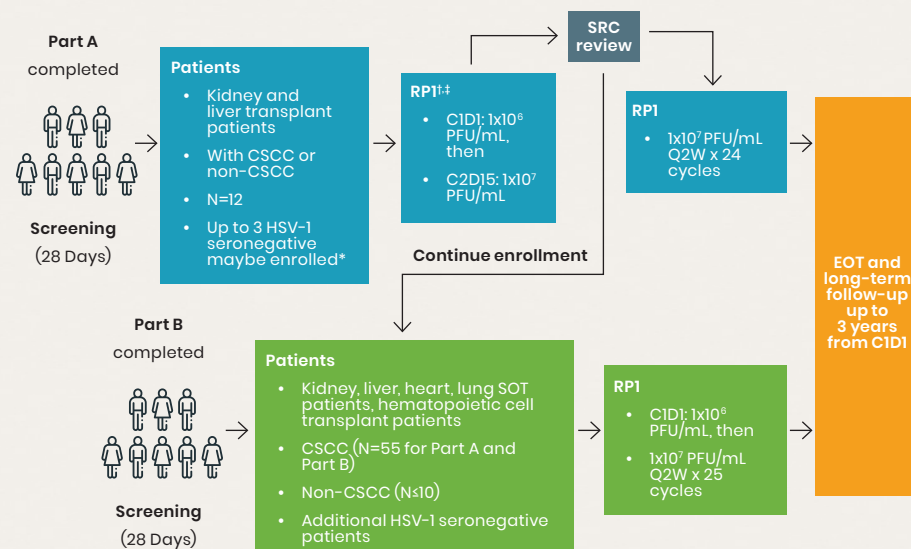 Part A
completed
Screening
(28 Days)
Patients
• Kidney and
liver transplant
patients
• With CSCC or
non-CSCC
• N=12
• Up to 3 HSV-1
seronegative
maybe enrolled*
RP1†,‡
• C1D1: 1x10⁶
PFU/mL,
then
• C2D15: 1x10⁷
PFU/mL
SRC
review
RP1
• 1x10⁷ PFU/mL
Q2W x 24
cycles
Continue enrollment
EOT and
long-term
follow-up
up to
3 years
from C1D1
Part B
completed
Screening
(28 Days)
Patients
• Kidney, liver, heart, lung SOT
patients, hematopoietic cell
transplant patients
• CSCC (N=55 for Part A and
Part B)
• Non-CSCC (N≤10)
• Additional HSV-1 seronegative
patients
RP1
• C1D1: 1x10⁶
PFU/mL, then
• 1x10⁷ PFU/mL
Q2W x 25
cycles